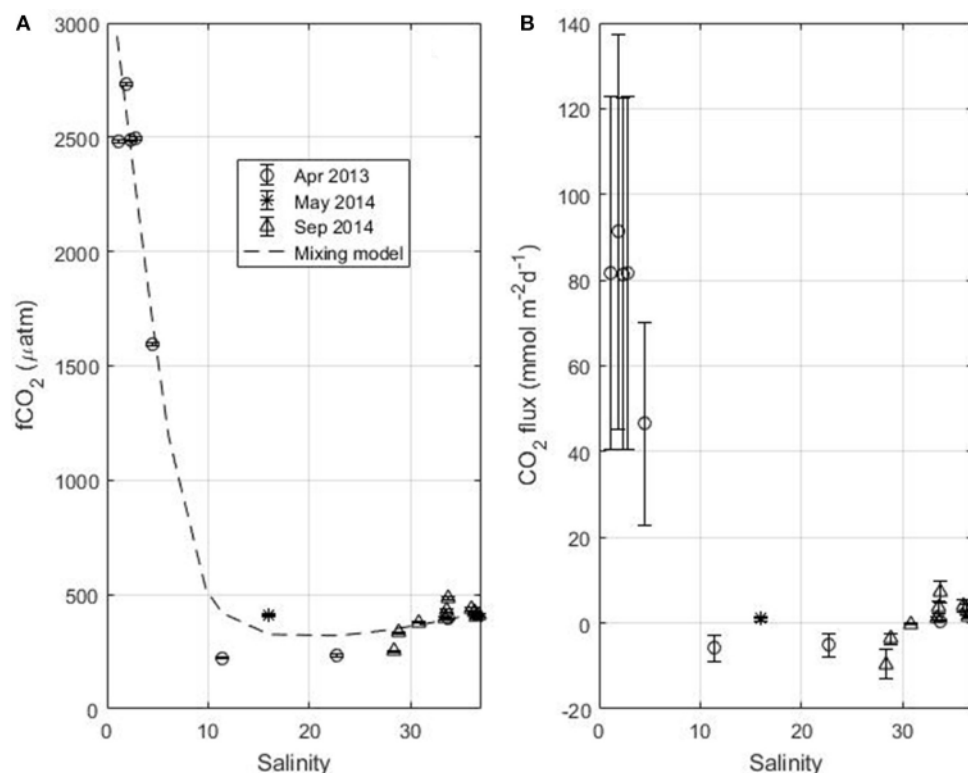 A
3000
2500
2000
1500
1000
500
0
fCO2 (μatm)
0 10 20 30
Salinity
Apr 2013
May 2014
Sep 2014
Mixing model
B
140
120
100
80
60
40
20
0
-20
CO2 flux (mmol m-2d-1)
0 10 20 30
Salinity